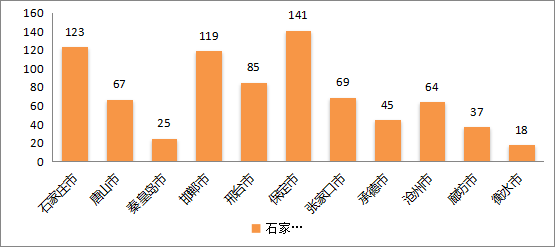 160
140
120
100
80
60
40
20
0
123
67
25
119
85
141
69
45
64
37
18
石家庄市
唐山市
秦皇岛市
邯郸市
邢台市
保定市
张家口市
承德市
沧州市
廊坊市
衡水市
石家…